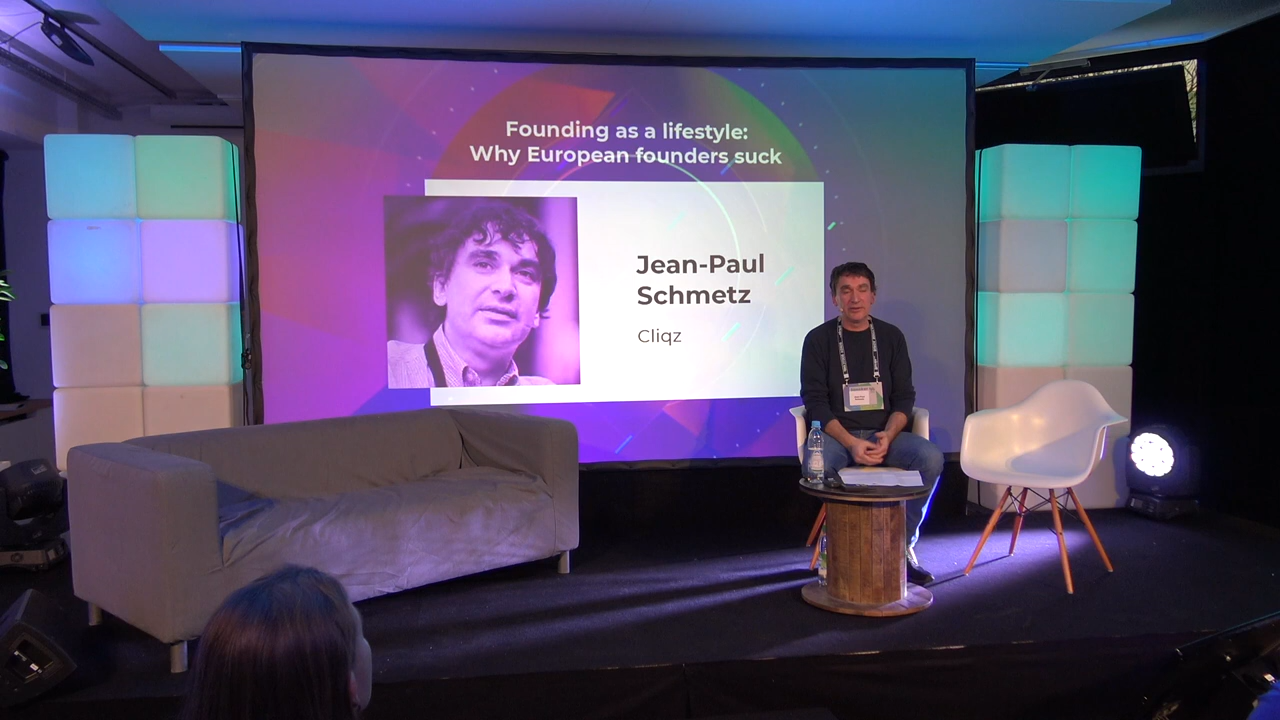 Founding as a lifestyle:
Why European founders suck
Jean-Paul
Schmetz
Cliqz